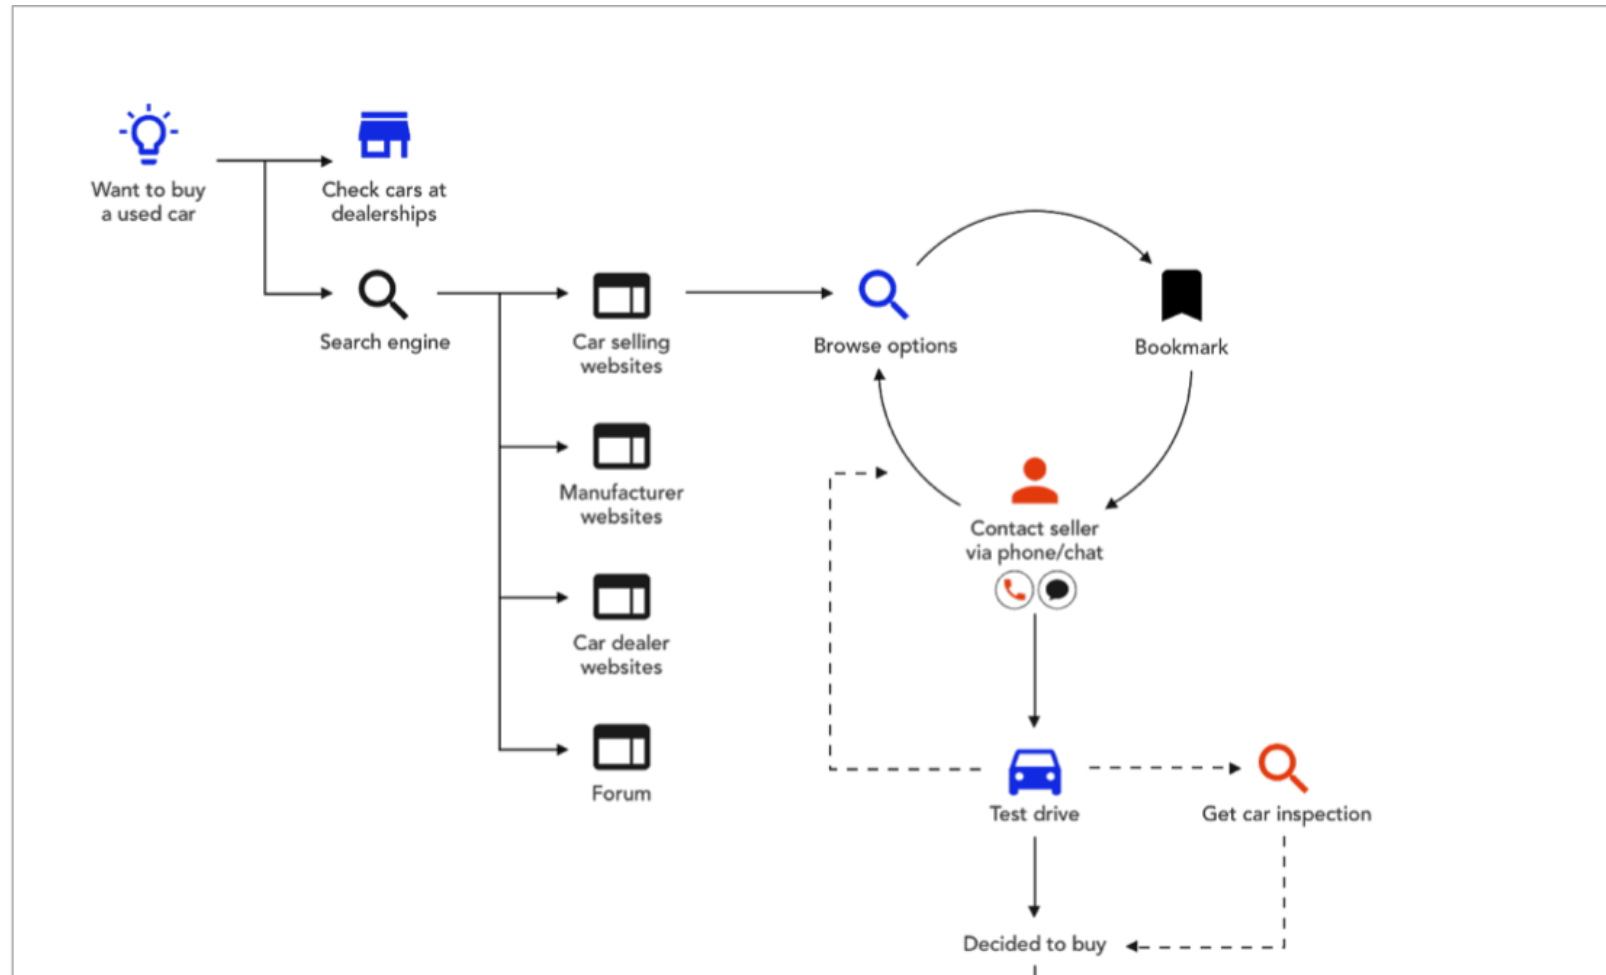 Want to buy
a used car
Check cars at
dealerships
Search engine
Car selling
websites
Browse options
Bookmark
Manufacturer
websites
Contact seller
via phone/chat
Car dealer
websites
Forum
Test drive
Get car inspection
Decided to buy